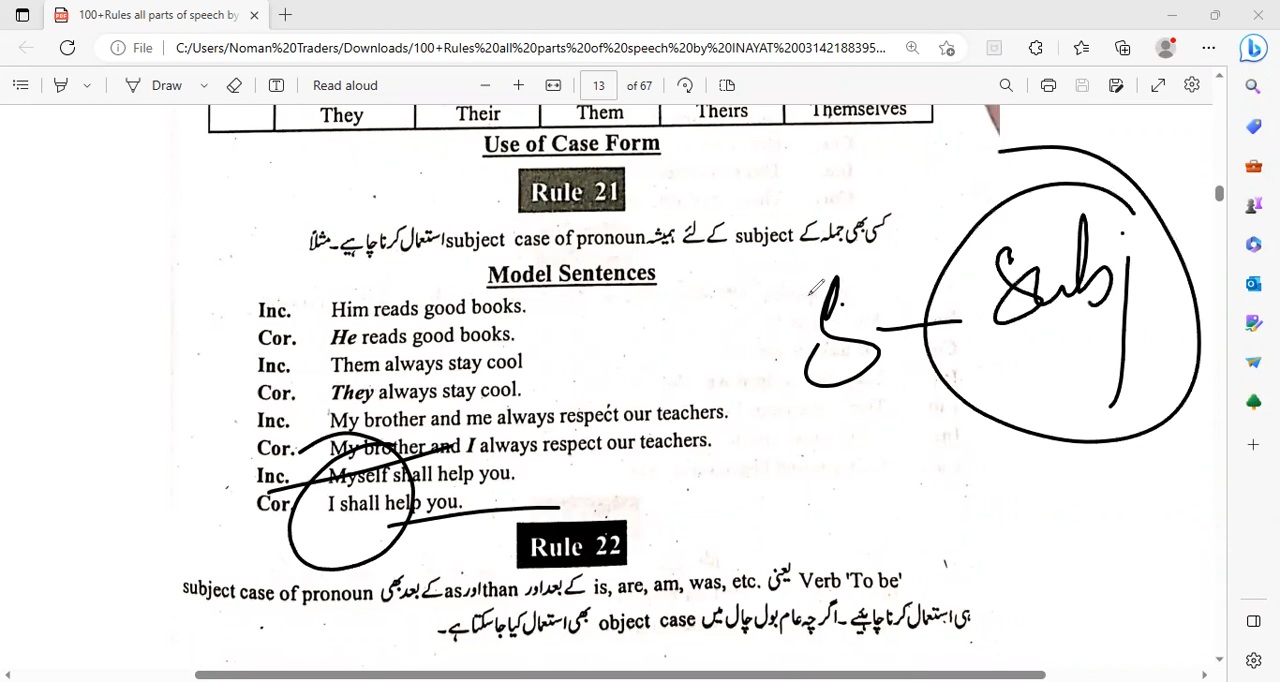 100+Rules all parts of speech by
File C:/Users/Noman%20Traders/Downloads/100+Rules%20all%20parts%20of%20speech%20by%20INAYAT%2003142188395...
Draw Read aloud 13 of 67
They Their Them Theirs Themselves
Use of Case Form
Rule 21
کسی بھی جملہ کے subject کے لئے ہمیشہ subject case of pronoun استعمال کرنا چاہیے۔ مثلاً
Model Sentences
Inc. Him reads good books.
Cor. He reads good books.
Inc. Them always stay cool
Cor. They always stay cool.
Inc. My brother and me always respect our teachers.
Cor. My brother and I always respect our teachers.
Inc. Myself shall help you.
Cor. I shall help you.
S - Subj
Rule 22
Verb 'To be' یعنی is, are, am, was, etc. کے بعد اور than اور as کے بعد بھی subject case of pronoun
ہی استعمال کرنا چاہئیے۔ اگرچہ عام بول چال میں object case بھی استعمال کیا جا سکتا ہے۔